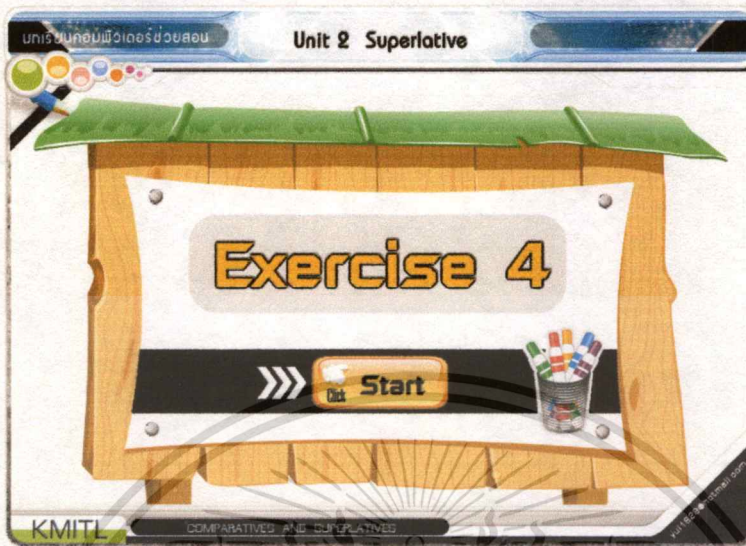 บทเรียนคอมพิวเตอร์ช่วยสอน
Unit 2 Superlative
Exercise 4
Click Start
KMITL
COMPARATIVES AND SUPERLATIVES